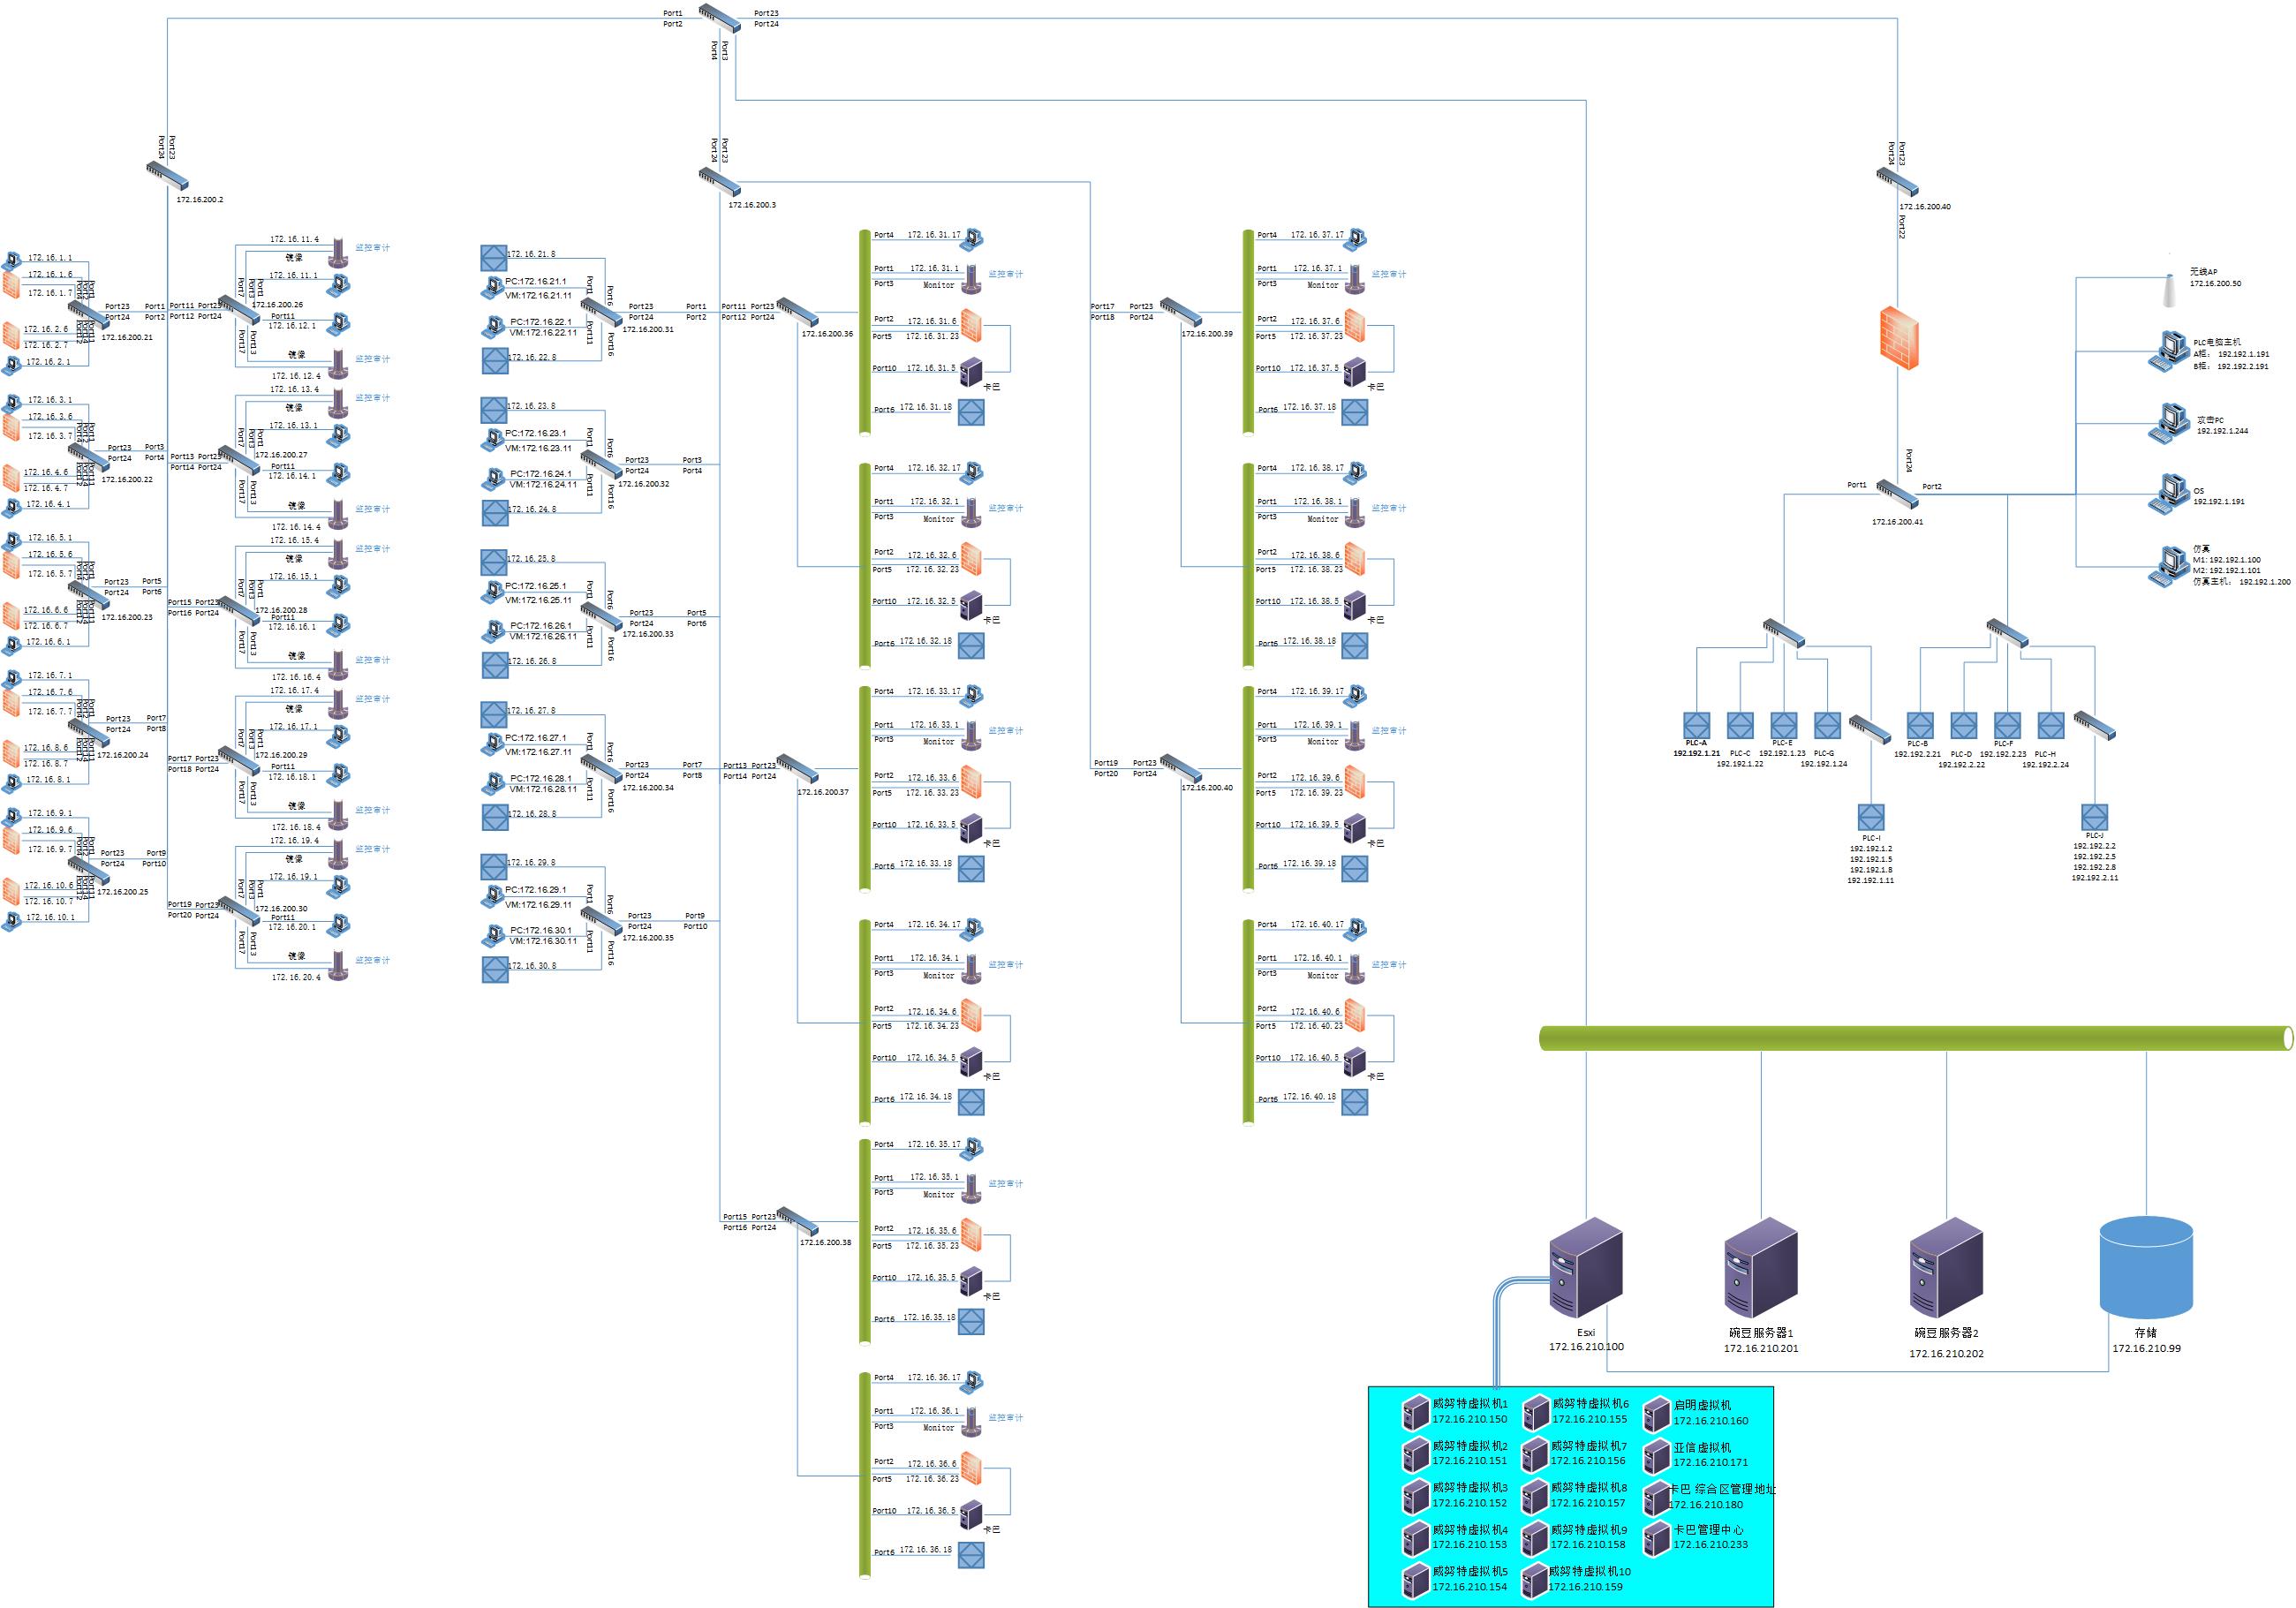 Port1
Port2
Port23
Port24
Port4
Port3
Port24
Port23
172.16.200.2
Port24
Port23
172.16.200.3
Port24
Port23
172.16.200.40
Port22
172.16.1.1
172.16.1.6
172.16.1.7
172.16.2.6
172.16.2.7
172.16.2.1
Port23
Port24
172.16.200.21
Port1
Port2
172.16.3.1
172.16.3.6
172.16.3.7
172.16.4.6
172.16.4.7
172.16.4.1
Port23
Port24
172.16.200.22
Port3
Port4
172.16.5.1
172.16.5.6
172.16.5.7
172.16.6.6
172.16.6.7
172.16.6.1
Port23
Port24
172.16.200.23
Port5
Port6
172.16.7.1
172.16.7.6
172.16.7.7
172.16.8.6
172.16.8.7
172.16.8.1
Port23
Port24
172.16.200.24
Port7
Port8
172.16.9.1
172.16.9.6
172.16.9.7
172.16.10.6
172.16.10.7
172.16.10.1
Port23
Port24
172.16.200.25
Port9
Port10
172.16.11.4
监控审计
镜像
172.16.11.1
Port7
Port3
Port1
Port11 Port23
Port12 Port24
172.16.200.26
Port11
172.16.12.1
Port17
Port13
镜像
监控审计
172.16.12.4
172.16.13.4
监控审计
镜像
172.16.13.1
Port7
Port3
Port1
Port13 Port23
Port14 Port24
172.16.200.27
Port11
172.16.14.1
Port17
Port13
镜像
监控审计
172.16.14.4
172.16.15.4
监控审计
镜像
172.16.15.1
Port7
Port3
Port1
Port15 Port23
Port16 Port24
172.16.200.28
Port11
172.16.16.1
Port17
Port13
镜像
监控审计
172.16.16.4
172.16.17.4
监控审计
镜像
172.16.17.1
Port7
Port3
Port1
Port17 Port23
Port18 Port24
172.16.200.29
Port11
172.16.18.1
Port17
Port13
镜像
监控审计
172.16.18.4
172.16.19.4
监控审计
镜像
172.16.19.1
Port7
Port3
Port1
Port19 Port23
Port20 Port24
172.16.200.30
Port11
172.16.20.1
Port17
Port13
镜像
监控审计
172.16.20.4
172.16.21.8
PC:172.16.21.1
VM:172.16.21.11
PC:172.16.22.1
VM:172.16.22.11
172.16.22.8
Port1
Port6
Port11
Port16
Port23
Port24
172.16.200.31
Port1
Port2
172.16.23.8
PC:172.16.23.1
VM:172.16.23.11
PC:172.16.24.1
VM:172.16.24.11
172.16.24.8
Port1
Port6
Port11
Port16
Port23
Port24
172.16.200.32
Port3
Port4
172.16.25.8
PC:172.16.25.1
VM:172.16.25.11
PC:172.16.26.1
VM:172.16.26.11
172.16.26.8
Port1
Port6
Port11
Port16
Port23
Port24
172.16.200.33
Port5
Port6
172.16.27.8
PC:172.16.27.1
VM:172.16.27.11
PC:172.16.28.1
VM:172.16.28.11
172.16.28.8
Port1
Port6
Port11
Port16
Port23
Port24
172.16.200.34
Port7
Port8
172.16.29.8
PC:172.16.29.1
VM:172.16.29.11
PC:172.16.30.1
VM:172.16.30.11
172.16.30.8
Port1
Port6
Port11
Port16
Port23
Port24
172.16.200.35
Port9
Port10
Port11 Port23
Port12 Port24
172.16.200.36
Port13 Port23
Port14 Port24
172.16.200.37
Port15 Port23
Port16 Port24
172.16.200.38
Port4 172.16.31.17
Port1 172.16.31.1 监控审计
Port3 Monitor
Port2 172.16.31.6
Port5 172.16.31.23
Port10 172.16.31.5
卡巴
Port6 172.16.31.18
Port4 172.16.32.17
Port1 172.16.32.1 监控审计
Port3 Monitor
Port2 172.16.32.6
Port5 172.16.32.23
Port10 172.16.32.5
卡巴
Port6 172.16.32.18
Port4 172.16.33.17
Port1 172.16.33.1 监控审计
Port3 Monitor
Port2 172.16.33.6
Port5 172.16.33.23
Port10 172.16.33.5
卡巴
Port6 172.16.33.18
Port4 172.16.34.17
Port1 172.16.34.1 监控审计
Port3 Monitor
Port2 172.16.34.6
Port5 172.16.34.23
Port10 172.16.34.5
卡巴
Port6 172.16.34.18
Port4 172.16.35.17
Port1 172.16.35.1 监控审计
Port3 Monitor
Port2 172.16.35.6
Port5 172.16.35.23
Port10 172.16.35.5
卡巴
Port6 172.16.35.18
Port4 172.16.36.17
Port1 172.16.36.1 监控审计
Port3 Monitor
Port2 172.16.36.6
Port5 172.16.36.23
Port10 172.16.36.5
卡巴
Port6 172.16.36.18
Port17 Port23
Port18 Port24
172.16.200.39
Port19 Port23
Port20 Port24
172.16.200.40
Port4 172.16.37.17
Port1 172.16.37.1 监控审计
Port3 Monitor
Port2 172.16.37.6
Port5 172.16.37.23
Port10 172.16.37.5
卡巴
Port6 172.16.37.18
Port4 172.16.38.17
Port1 172.16.38.1 监控审计
Port3 Monitor
Port2 172.16.38.6
Port5 172.16.38.23
Port10 172.16.38.5
卡巴
Port6 172.16.38.18
Port4 172.16.39.17
Port1 172.16.39.1 监控审计
Port3 Monitor
Port2 172.16.39.6
Port5 172.16.39.23
Port10 172.16.39.5
卡巴
Port6 172.16.39.18
Port4 172.16.40.17
Port1 172.16.40.1 监控审计
Port3 Monitor
Port2 172.16.40.6
Port5 172.16.40.23
Port10 172.16.40.5
卡巴
Port6 172.16.40.18
无线AP
172.16.200.50
PLC电脑主机
A柜： 192.192.1.191
B柜： 192.192.2.191
攻击PC
192.192.1.244
OS
192.192.1.191
仿真
M1: 192.192.1.100
M2: 192.192.1.101
仿真主机： 192.192.1.200
Port24
Port1
Port2
172.16.200.41
PLC-A
192.192.1.21
PLC-C
192.192.1.22
PLC-E
192.192.1.23
PLC-G
192.192.1.24
PLC-B
192.192.2.21
PLC-D
192.192.2.22
PLC-F
192.192.2.23
PLC-H
192.192.2.24
PLC-I
192.192.1.2
192.192.1.5
192.192.1.8
192.192.1.11
PLC-J
192.192.2.2
192.192.2.5
192.192.2.8
192.192.2.11
Esxi
172.16.210.100
碗豆服务器1
172.16.210.201
碗豆服务器2
172.16.210.202
存储
172.16.210.99
威努特虚拟机1
172.16.210.150
威努特虚拟机2
172.16.210.151
威努特虚拟机3
172.16.210.152
威努特虚拟机4
172.16.210.153
威努特虚拟机5
172.16.210.154
威努特虚拟机6
172.16.210.155
威努特虚拟机7
172.16.210.156
威努特虚拟机8
172.16.210.157
威努特虚拟机9
172.16.210.158
威努特虚拟机10
172.16.210.159
启明虚拟机
172.16.210.160
亚信虚拟机
172.16.210.171
卡巴 综合区管理地址
172.16.210.180
卡巴管理中心
172.16.210.233